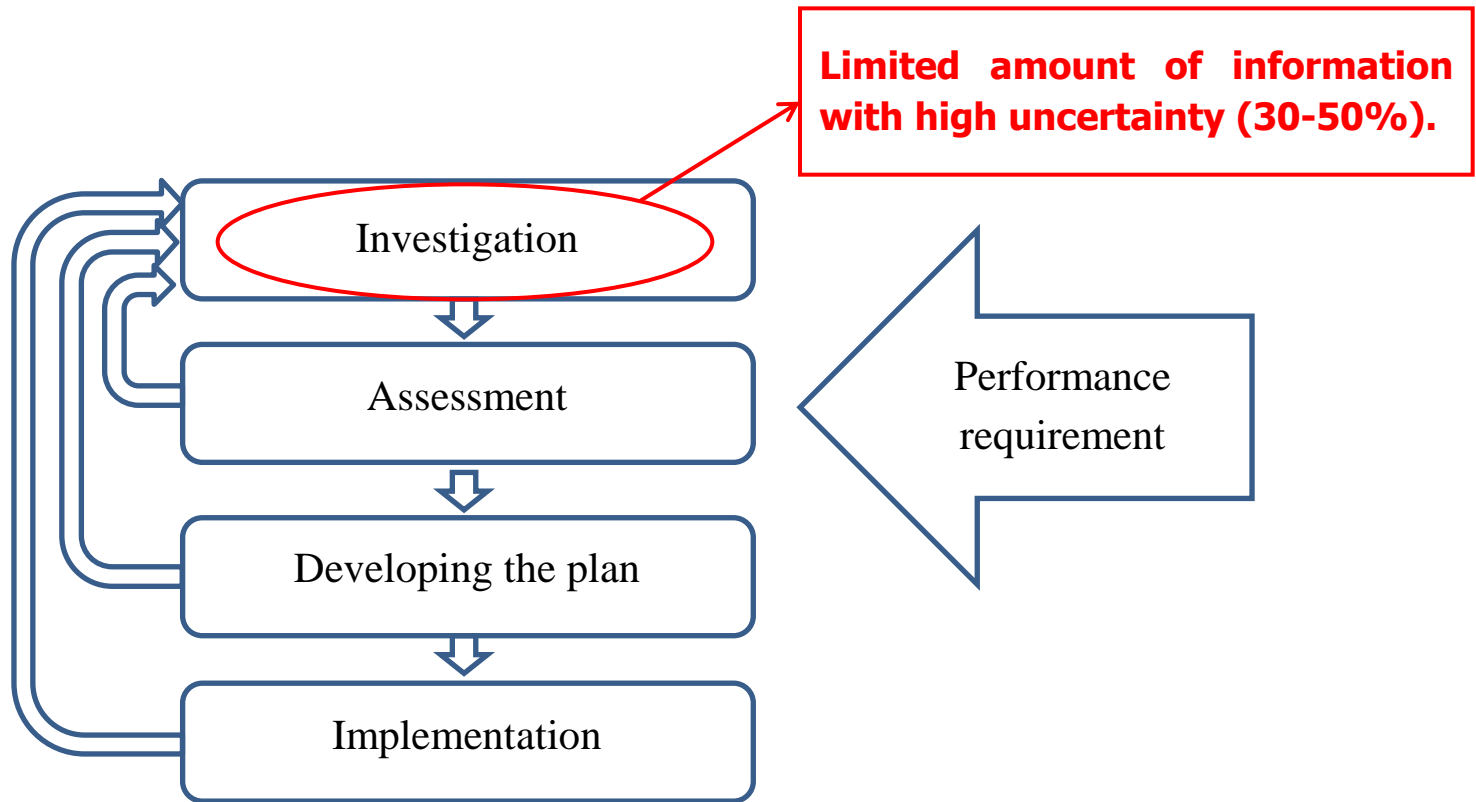 Limited amount of information
with high uncertainty (30-50%).
Investigation
Assessment
Performance
requirement
Developing the plan
Implementation